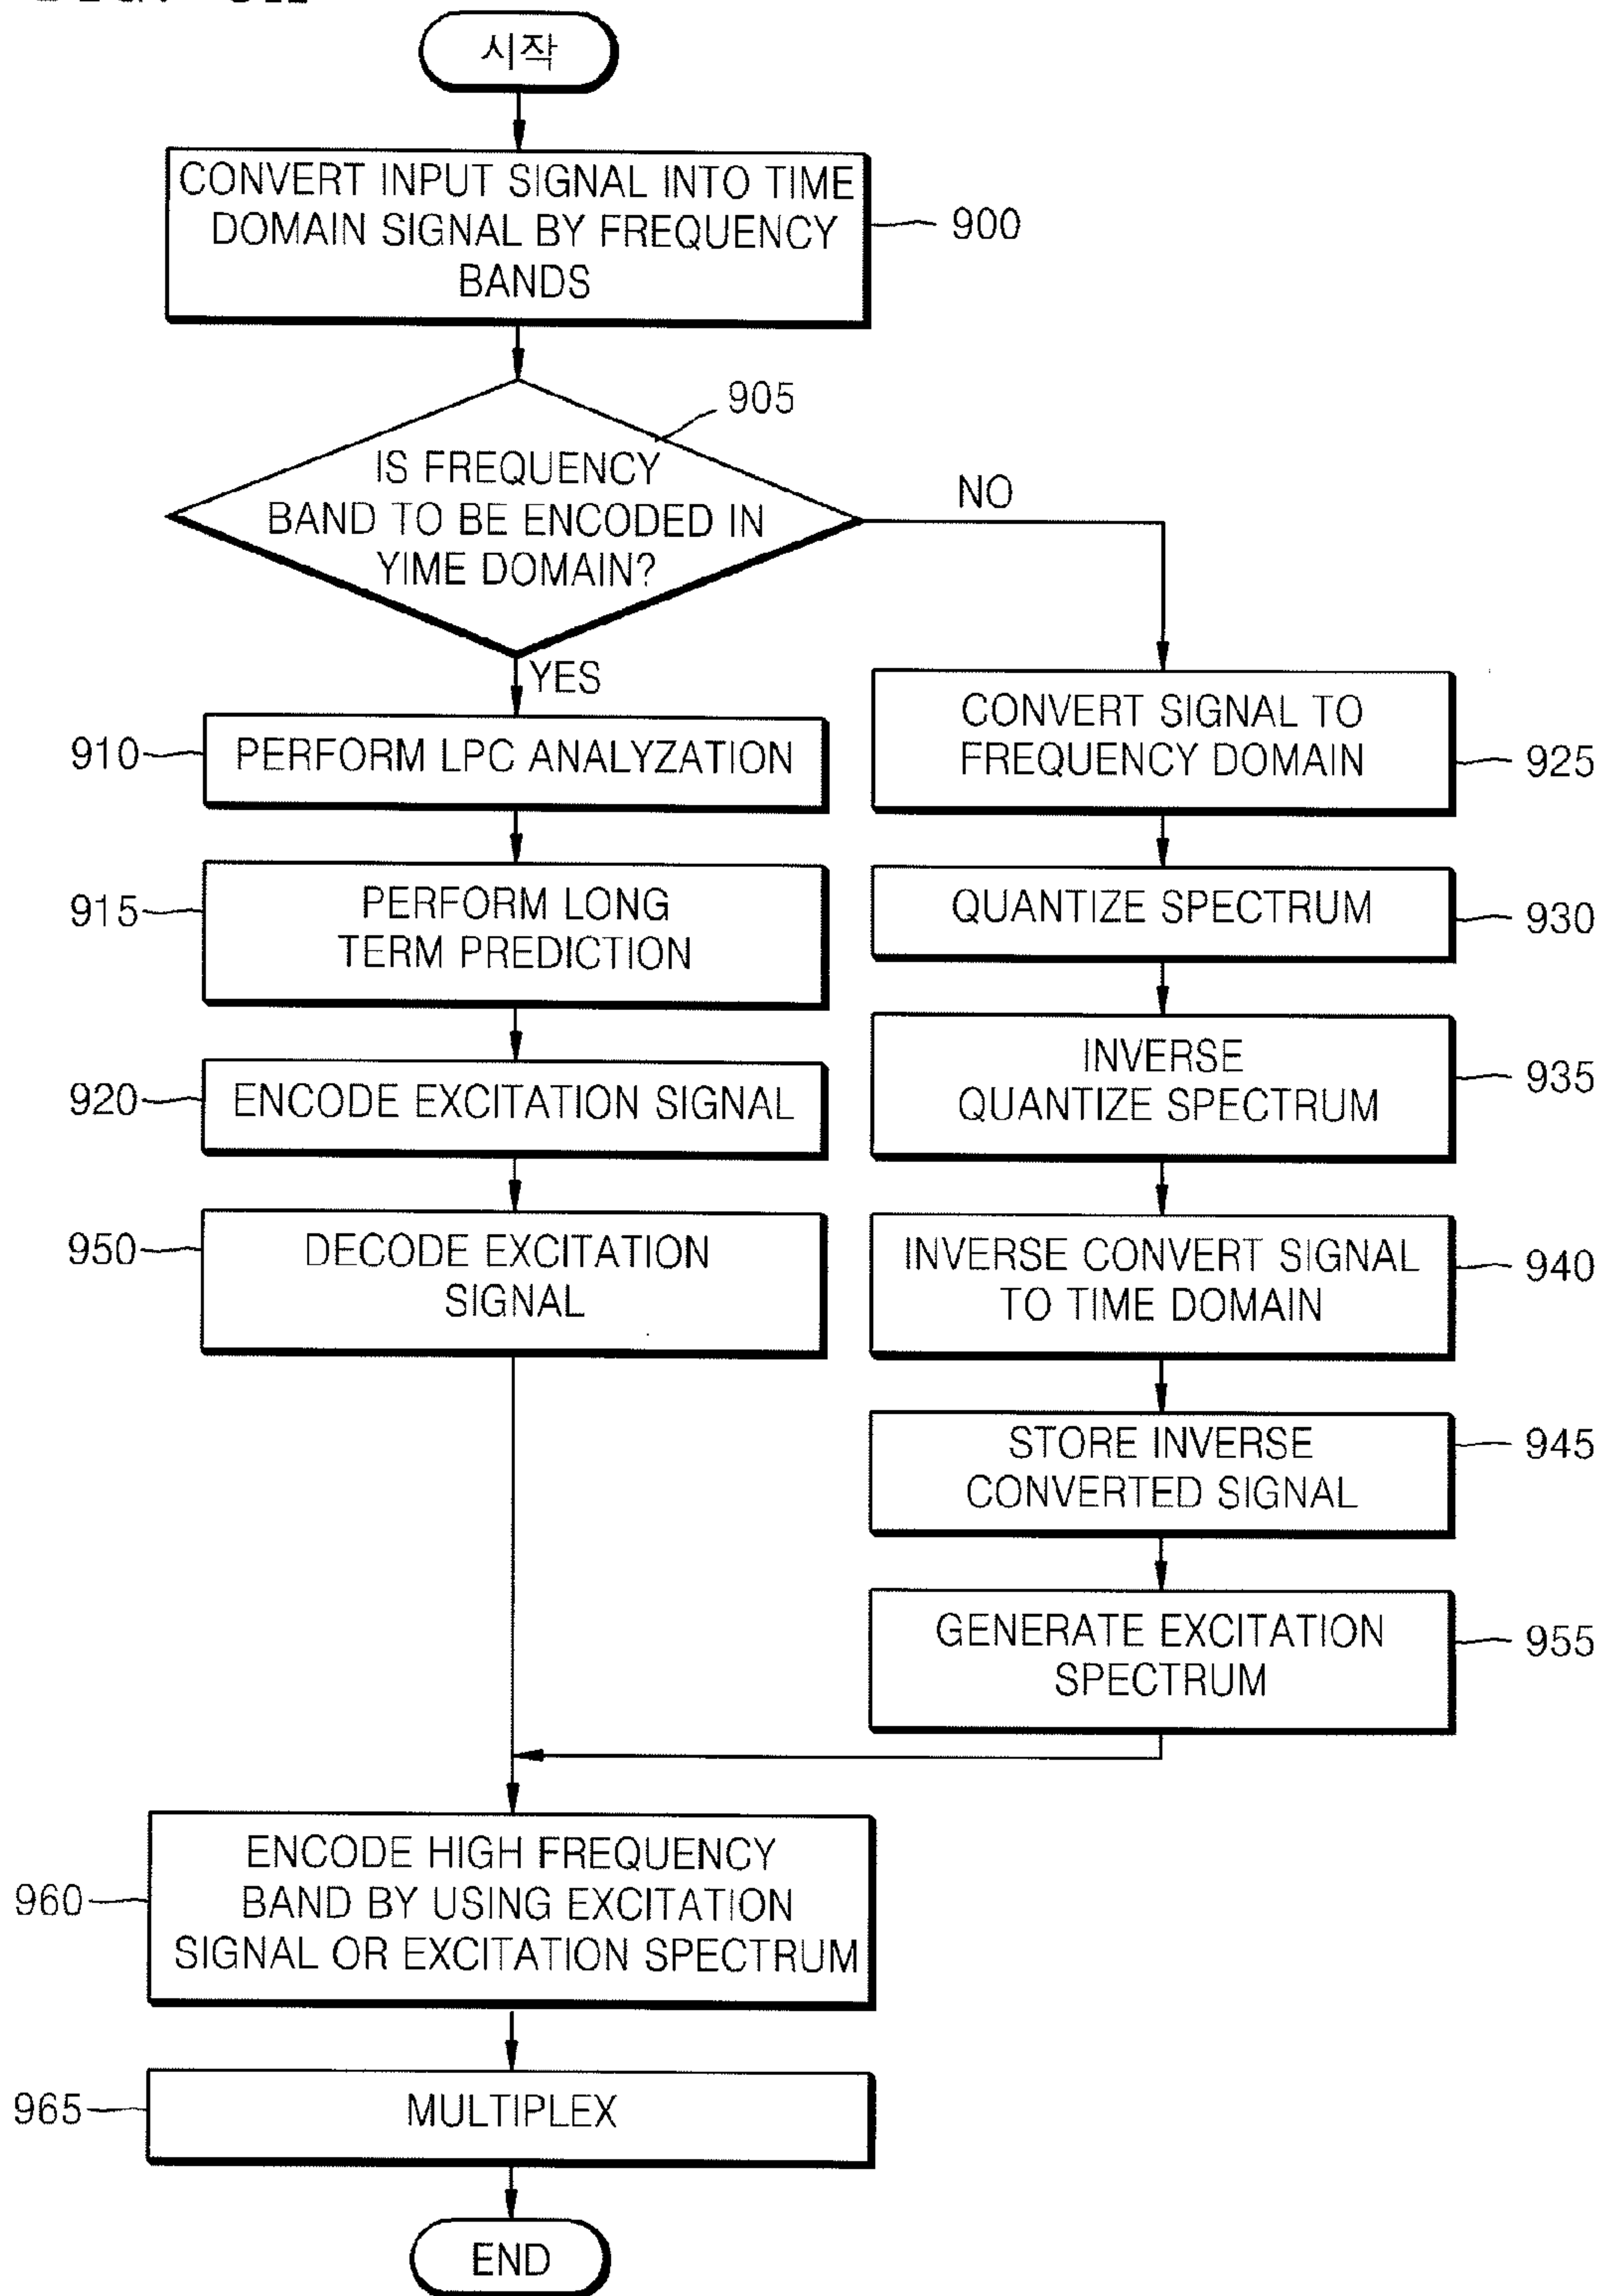 시작
CONVERT INPUT SIGNAL INTO TIME
DOMAIN SIGNAL BY FREQUENCY
BANDS
900
905
IS FREQUENCY
BAND TO BE ENCODED IN
YIME DOMAIN?
NO
YES
910
PERFORM LPC ANALYZATION
915
PERFORM LONG
TERM PREDICTION
920
ENCODE EXCITATION SIGNAL
950
DECODE EXCITATION
SIGNAL
CONVERT SIGNAL TO
FREQUENCY DOMAIN
925
QUANTIZE SPECTRUM
930
INVERSE
QUANTIZE SPECTRUM
935
INVERSE CONVERT SIGNAL
TO TIME DOMAIN
940
STORE INVERSE
CONVERTED SIGNAL
945
GENERATE EXCITATION
SPECTRUM
955
960
ENCODE HIGH FREQUENCY
BAND BY USING EXCITATION
SIGNAL OR EXCITATION SPECTRUM
965
MULTIPLEX
END